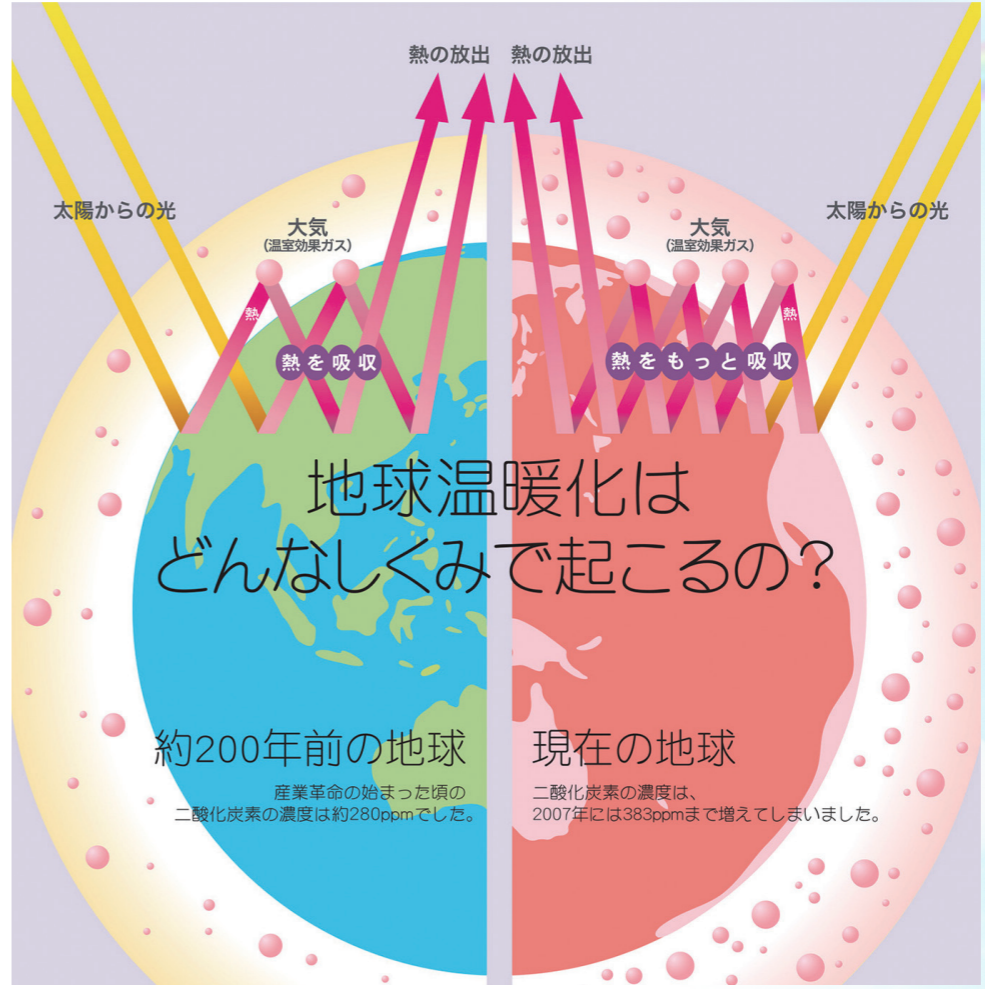 熱の放出
熱の放出
太陽からの光
大気
(温室効果ガス)
熱
熱を吸収
大気
(温室効果ガス)
太陽からの光
熱
熱をもっと吸収
地球温暖化は
どんなしくみで起こるの?
約200年前の地球
産業革命の始まった頃の
二酸化炭素の濃度は約280ppmでした。
現在の地球
二酸化炭素の濃度は、
2007年には383ppmまで増えてしまいました。